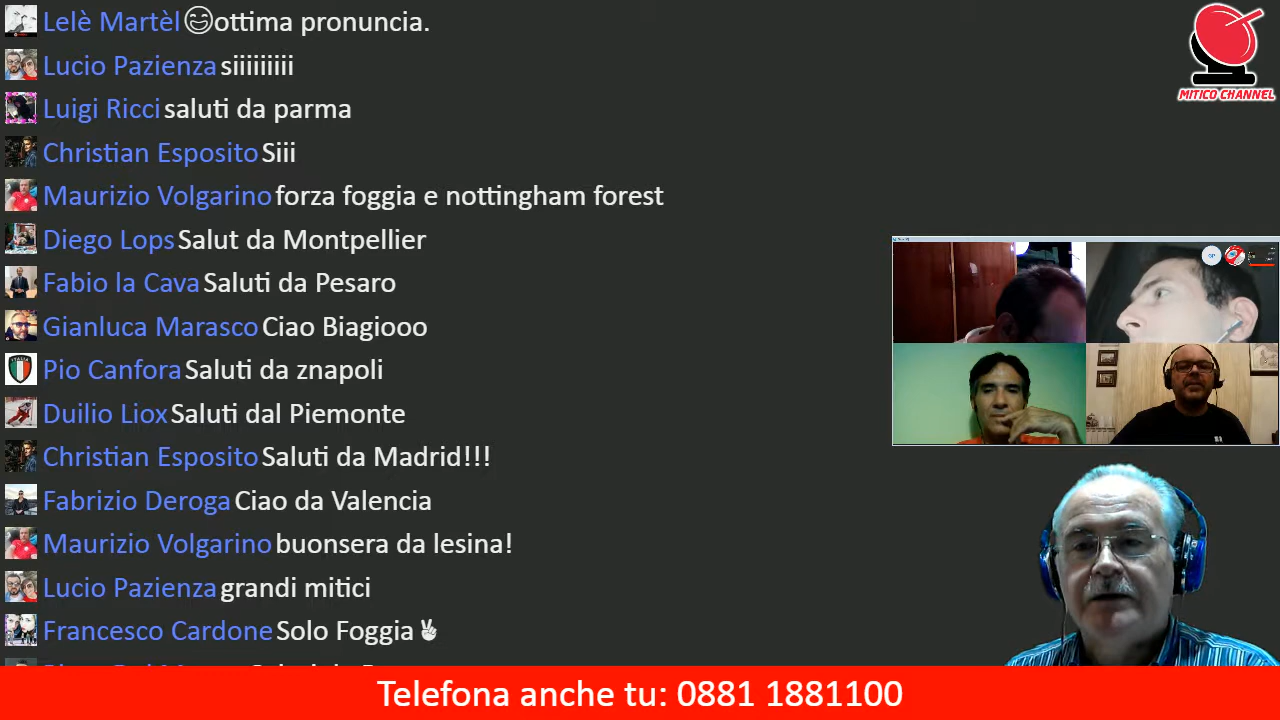 Lelè Martèl 😄ottima pronuncia.
Lucio Pazienza siiiiiiiii
Luigi Ricci saluti da parma
Christian Esposito Siii
Maurizio Volgarino forza foggia e nottingham forest
Diego Lops Salut da Montpellier
Fabio la Cava Saluti da Pesaro
Gianluca Marasco Ciao Biagiooo
Pio Canfora Saluti da znapoli
Duilio Liox Saluti dal Piemonte
Christian Esposito Saluti da Madrid!!!
Fabrizio Deroga Ciao da Valencia
Maurizio Volgarino buonsera da lesina!
Lucio Pazienza grandi mitici
Francesco Cardone Solo Foggia✌
MITICO CHANNEL
ITALIA
Telefona anche tu: 0881 1881100